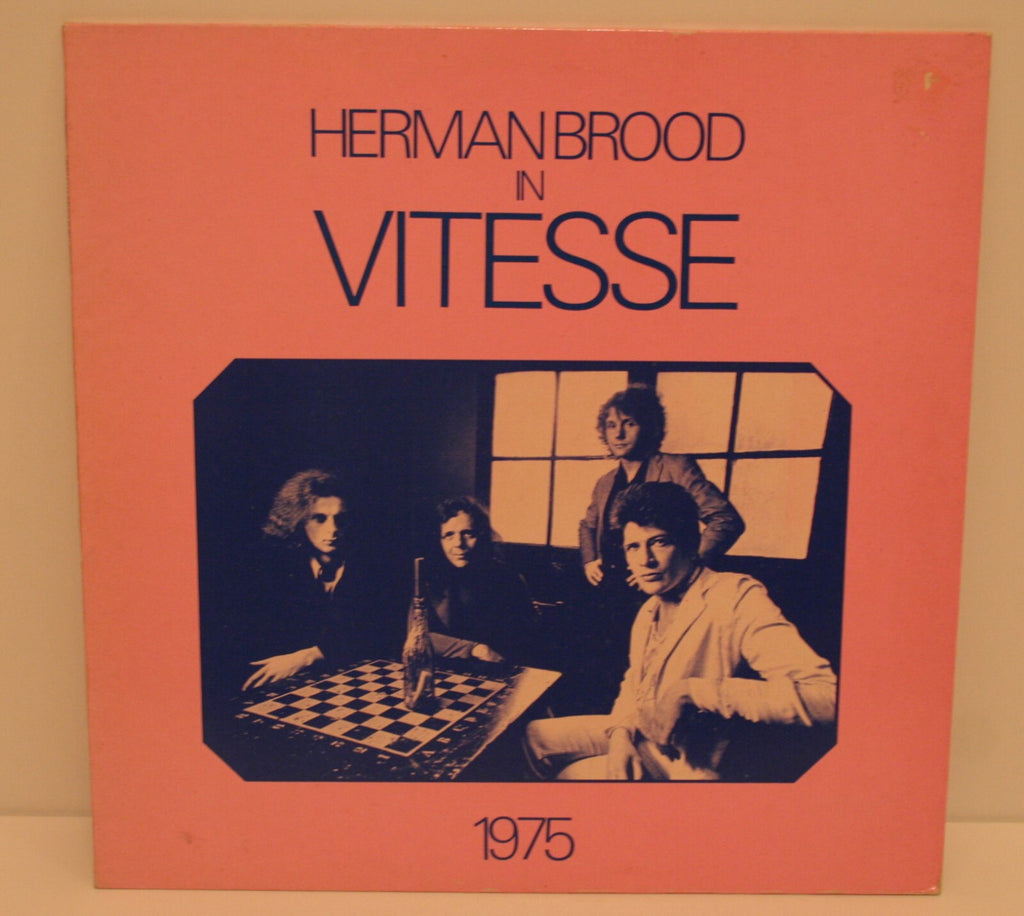 HERMAN BROOD
IN
VITESSE
1975